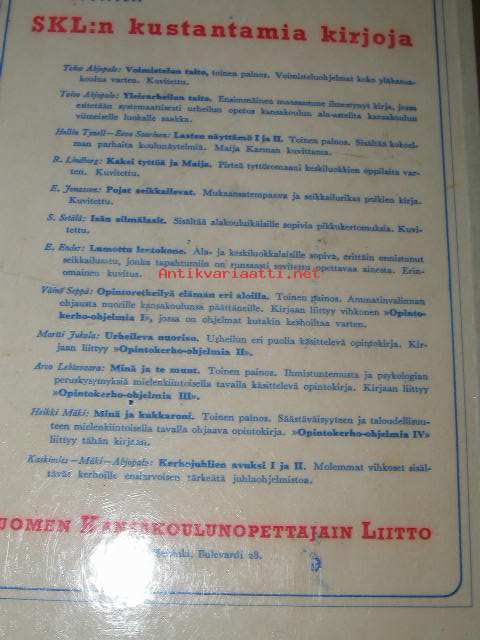 SKL:n kustantamia kirjoja
Toivo Ahjopalo: Voimistelun taito, toinen painos. Voimisteluohjelmat koko yläkansa-
koulua varten. Kuvitettu.
Toivo Ahjopalo: Yleisurheilun taito. Ensimmäinen maassamme ilmestynyt kirja, jossa
esitetään systemaattisesti urheilun opetus kansakoulun ala-asteilta kansakoulun
viimeiselle luokalle saakka.
Hellin Tynell—Eeva Saarinen: Lasten näyttämö I ja II. Toinen painos. Sisältää kokoel-
man parhaita koulunäytelmiä. Maija Karman kuvittama.
R. Lindberg: Kaksi tyttöä ja Maija. Pirteä tyttöromaani keskiluokkien oppilaita var-
ten. Kuvitettu.
E. Joensuu: Pojat seikkailevat. Mukaansatempaava ja seikkailurikas poikien kirja.
Kuvitettu.
S. Setälä: Isän silmälasit. Sisältää alakouluikäisille sopivia pikkukertomuksia. Kuvi-
tettu.
E. Ender: Lumottu lentokone. Ala- ja keskiluokkalaisille sopiva, erittäin onnistunut
seikkailusatu, jonka tapahtumiin on runsaasti sovitettu opettavaa ainesta. Erin-
omainen kuvitus.
Antikvariaatti.net
Väinö Seppä: Opintoretkeilyä elämän eri aloilla. Toinen painos. Ammatinvalinnan
ohjausta nuorille kansakoulunsa päättäneille. Kirjaan liittyy vihkonen »Opinto-
kerho-ohjelmia I», jossa on ohjelmat kutakin kerhoiltaa varten.
Martti Jukola: Urheileva nuoriso. Urheilun eri puolia käsittelevä opintokirja. Kir-
jaan liittyy »Opintokerho-ohjelmia II».
Arvo Lehtovaara: Minä ja te muut. Toinen painos. Ihmistuntemusta ja psykologian
peruskysymyksiä mielenkiintoisella tavalla käsittelevä opintokirja. Kirjaan liittyy
»Opintokerho-ohjelmia III».
Heikki Mäki: Minä ja kukkaroni. Toinen painos. Säästäväisyyteen ja taloudellisuu-
teen mielenkiintoisella tavalla ohjaava opintokirja. »Opintokerho-ohjelmia IV»
liittyy tähän kirjaan.
Kaskimies—Mäki—Ahjopalo: Kerhojuhlien avuksi I ja II. Molemmat vihkoset sisäl-
tävät kerhoille ensiarvoisen tärkeätä juhlaohjelmistoa.
UOMEN KANSAKOULUNOPETTAJAIN LIITTO
Bulevardi 28.